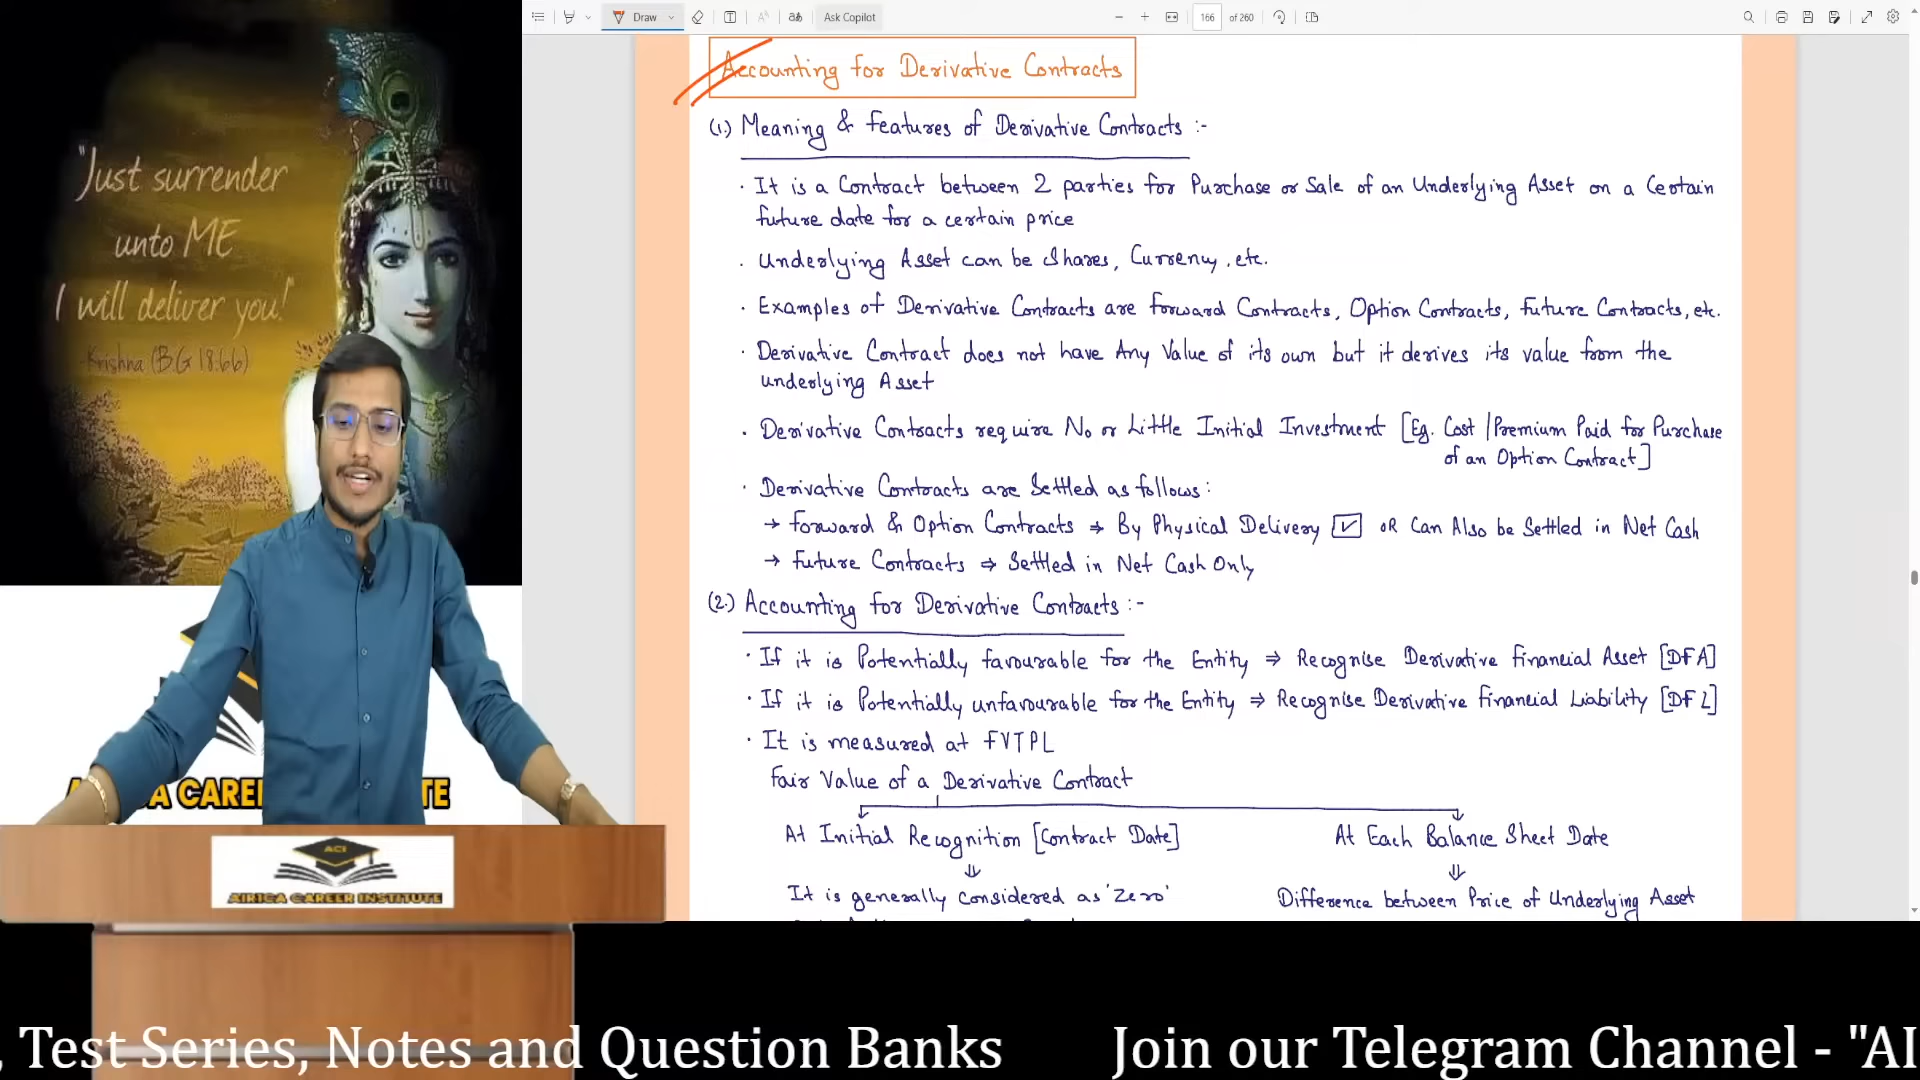 Draw
Ask Copilot
166 of 260
Accounting for Derivative Contracts
(1.) Meaning & Features of Derivative Contracts :-
· It is a Contract between 2 parties for Purchase or Sale of an Underlying Asset on a Certain
future date for a certain price
· Underlying Asset can be Shares, Currency, etc.
· Examples of Derivative Contracts are Forward Contracts, Option Contracts, Future Contracts, etc.
· Derivative Contract does not have Any Value of its own but it derives its value from the
underlying Asset
· Derivative Contracts require No or Little Initial Investment [Eg. Cost/Premium Paid for Purchase
of an Option Contract]
· Derivative Contracts are Settled as follows:
→ Forward & Option Contracts ⇒ By Physical Delivery ☑ OR Can Also be Settled in Net Cash
→ Future Contracts ⇒ Settled in Net Cash Only
(2.) Accounting for Derivative Contracts :-
· If it is Potentially favourable for the Entity ⇒ Recognise Derivative Financial Asset [DFA]
· If it is Potentially unfavourable for the Entity ⇒ Recognise Derivative Financial Liability [DFL]
· It is measured at FVTPL
Fair Value of a Derivative Contract
At Initial Recognition [Contract Date] At Each Balance Sheet Date
⇓ ⇓
It is generally considered as 'Zero' Difference between Price of Underlying Asset
"Just surrender
unto ME
I will deliver you!"
-Krishna (B.G 18.66)
A CAREE TE
ACI
AIRICA CAREER INSTITUTE
, Test Series, Notes and Question Banks Join our Telegram Channel - "AI